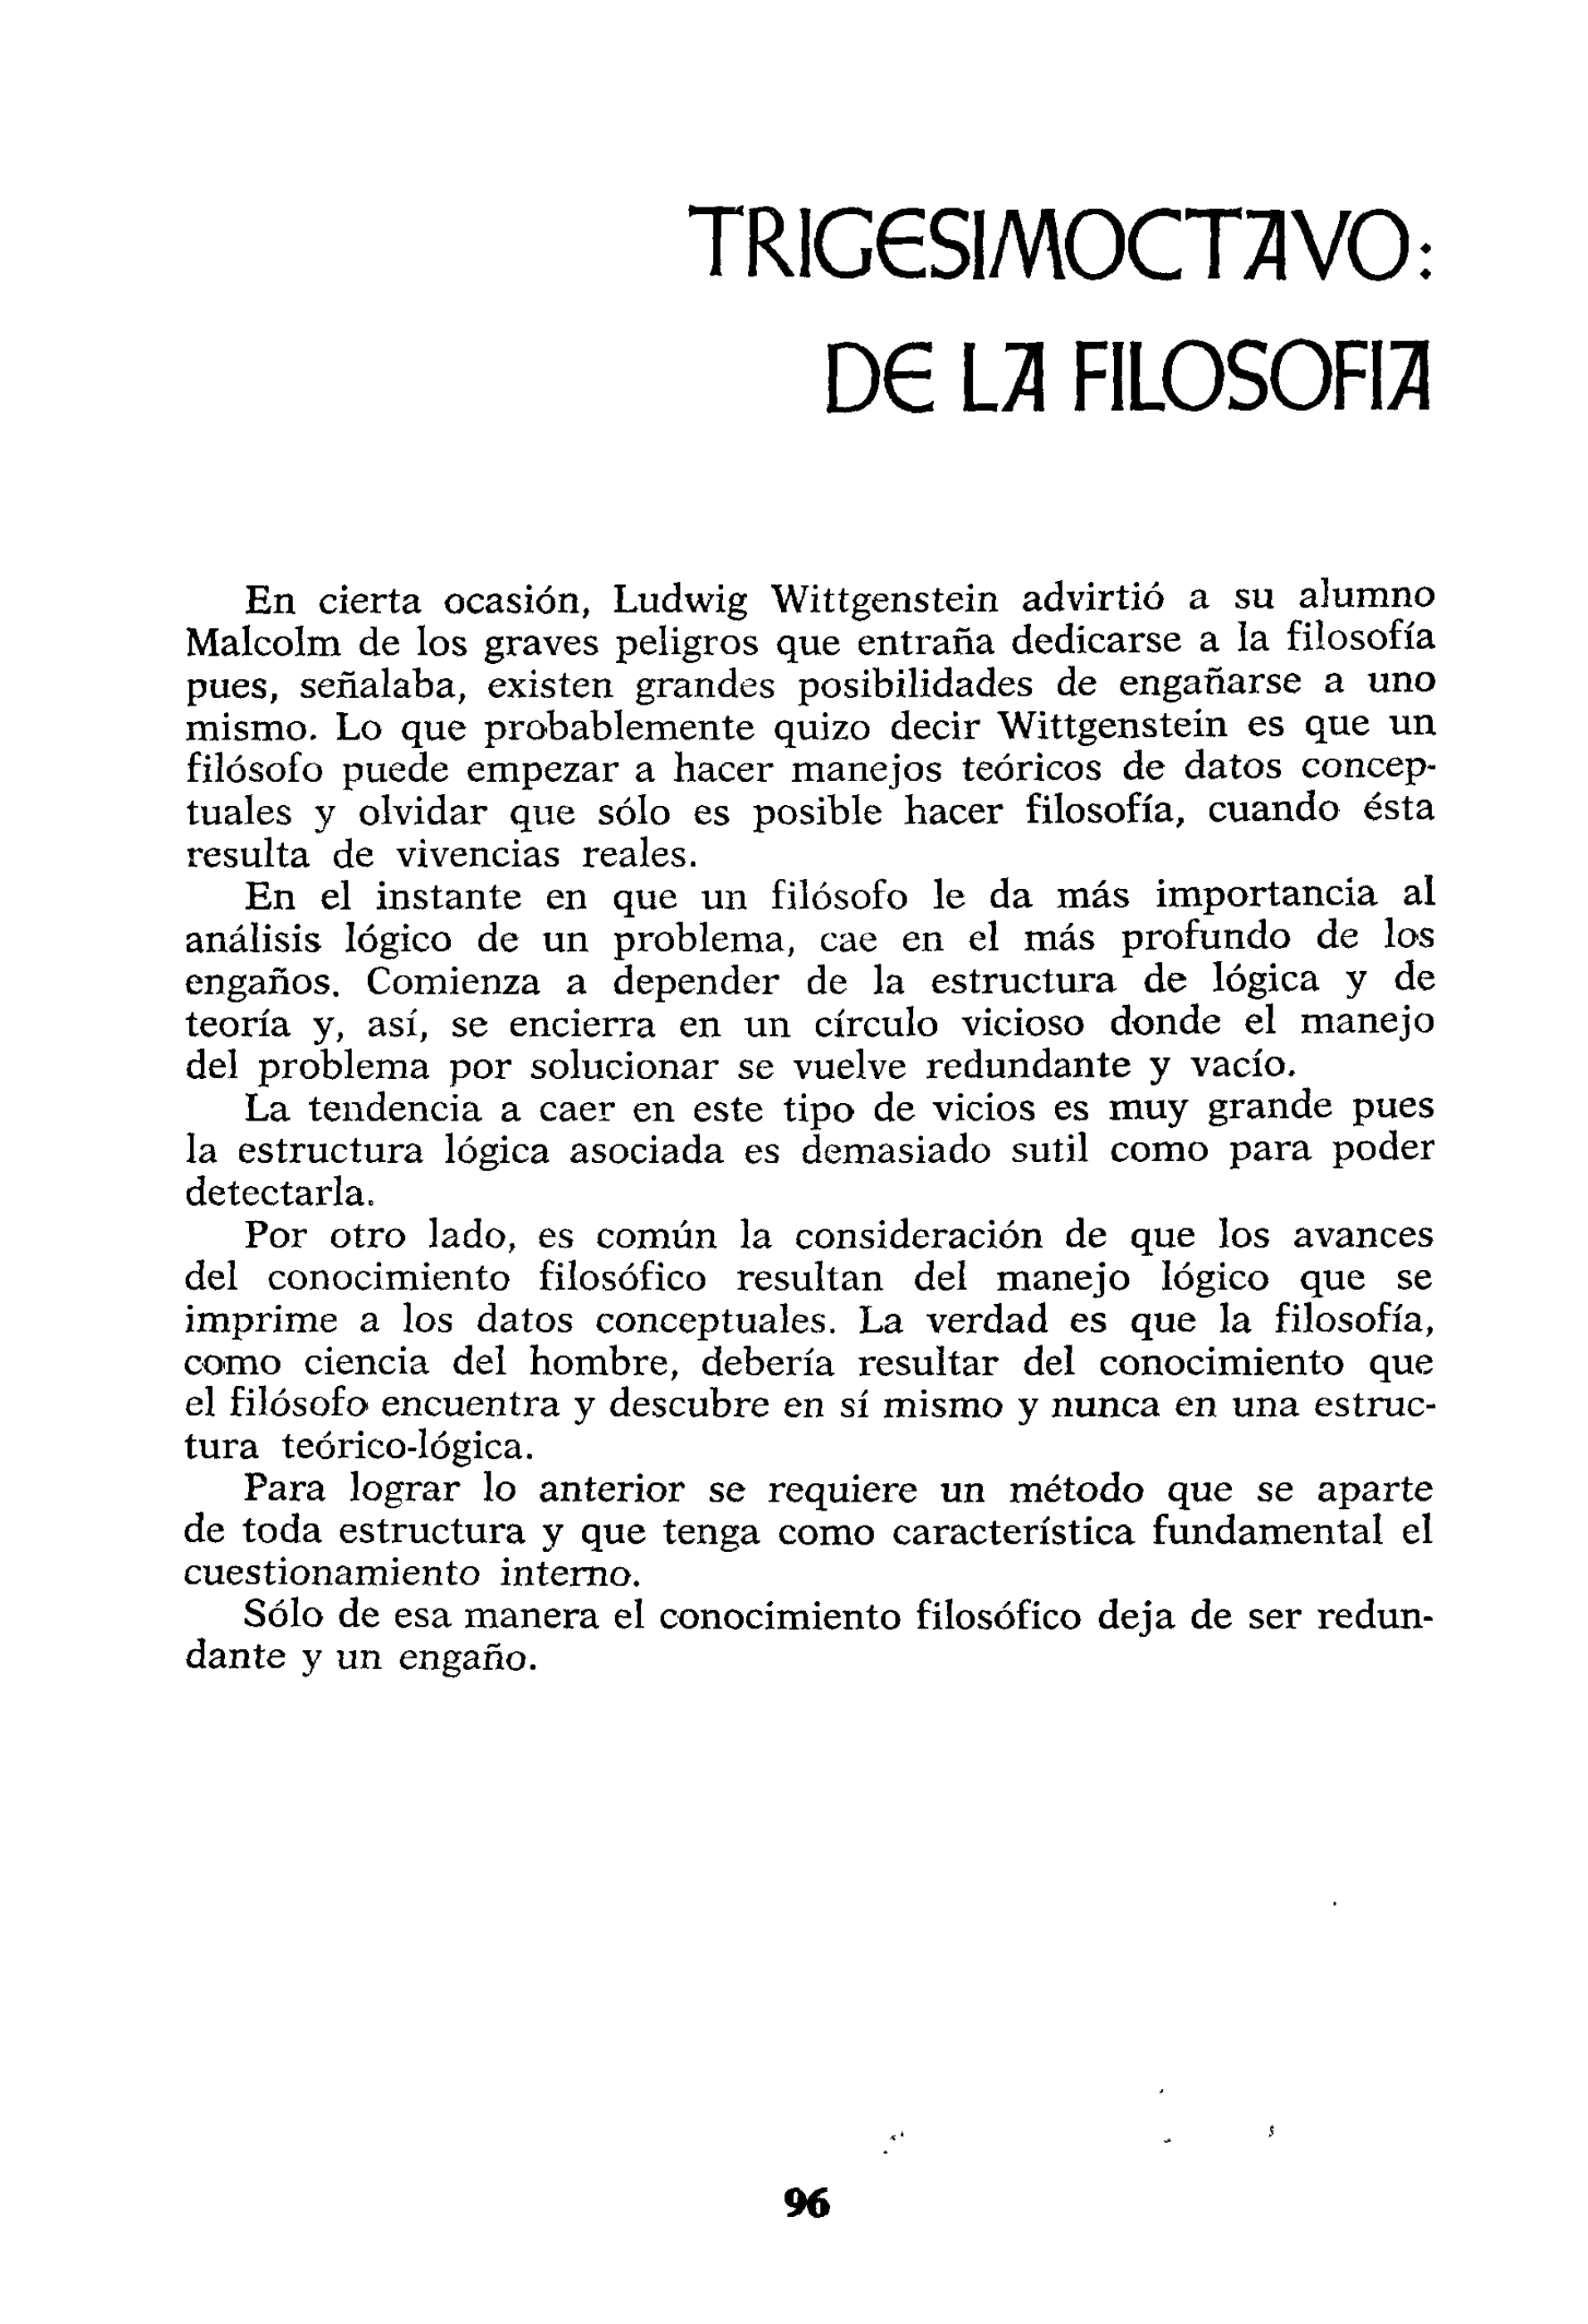 TRIGESIMOCTAVO:
DE LA FILOSOFIA
En cierta ocasión, Ludwig Wittgenstein advirtió a su alumno
Malcolm de los graves peligros que entraña dedicarse a la filosofía
pues, señalaba, existen grandes posibilidades de engañarse a uno
mismo. Lo que probablemente quizo decir Wittgenstein es que un
filósofo puede empezar a hacer manejos teóricos de datos concep-
tuales y olvidar que sólo es posible hacer filosofía, cuando ésta
resulta de vivencias reales.
En el instante en que un filósofo le da más importancia al
análisis lógico de un problema, cae en el más profundo de los
engaños. Comienza a depender de la estructura de lógica y de
teoría y, así, se encierra en un círculo vicioso donde el manejo
del problema por solucionar se vuelve redundante y vacío.
La tendencia a caer en este tipo de vicios es muy grande pues
la estructura lógica asociada es demasiado sutil como para poder
detectarla.
Por otro lado, es común la consideración de que los avances
del conocimiento filosófico resultan del manejo lógico que se
imprime a los datos conceptuales. La verdad es que la filosofía,
como ciencia del hombre, debería resultar del conocimiento que
el filósofo encuentra y descubre en sí mismo y nunca en una estruc-
tura teórico-lógica.
Para lograr lo anterior se requiere un método que se aparte
de toda estructura y que tenga como característica fundamental el
cuestionamiento interno.
Sólo de esa manera el conocimiento filosófico deja de ser redun-
dante y un engaño.
96